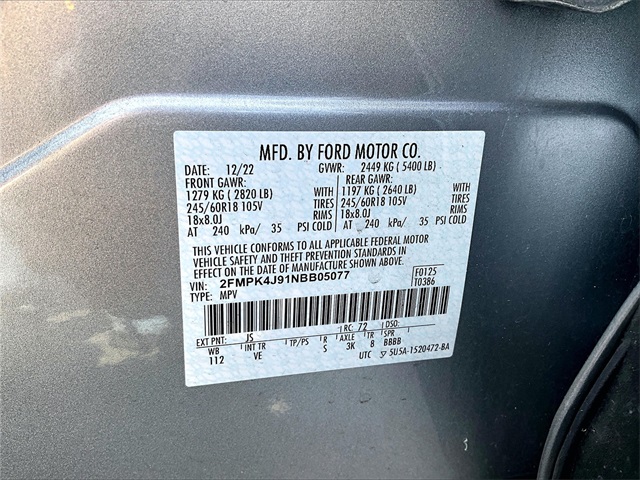 MFD. BY FORD MOTOR CO.
DATE: 12/22 GVWR: 2449 KG ( 5400 LB)
FRONT GAWR: REAR GAWR:
1279 KG ( 2820 LB) WITH 1197 KG ( 2640 LB) WITH
245/60R18 105V TIRES 245/60R18 105V TIRES
18x8.0J RIMS 18x8.0J RIMS
AT 240 kPa/ 35 PSI COLD AT 240 kPa/ 35 PSI COLD
THIS VEHICLE CONFORMS TO ALL APPLICABLE FEDERAL MOTOR
VEHICLE SAFETY AND THEFT PREVENTION STANDARDS IN
EFFECT ON THE DATE OF MANUFACTURE SHOWN ABOVE.
VIN: 2FMPK4J91NBB05077 F0125
TYPE: MPV T0386
EXT PNT: JS RC: 72 DSO:
WB INT TR TP/PS R AXLE TR SPR
112 VE S 3K 8 BBBB
UTC 5U5A-1520472-BA